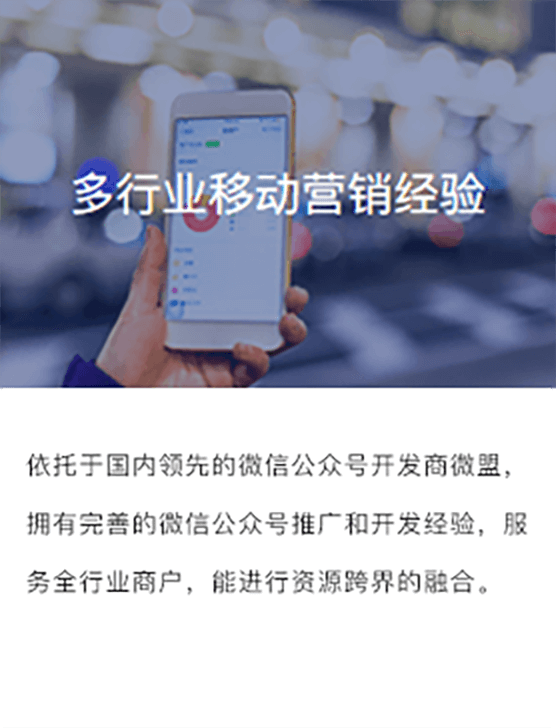 多行业移动营销经验
依托于国内领先的微信公众号开发商微盟，
拥有完善的微信公众号推广和开发经验，服
务全行业商户，能进行资源跨界的融合。